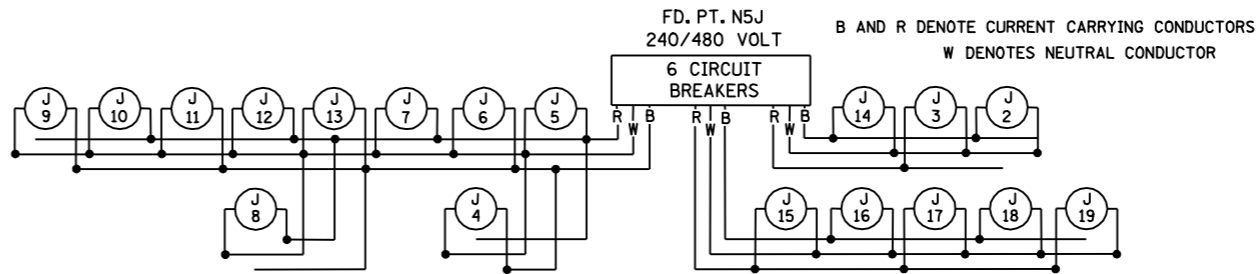 FD. PT. N5J
240/480 VOLT
B AND R DENOTE CURRENT CARRYING CONDUCTORS
W DENOTES NEUTRAL CONDUCTOR
6 CIRCUIT
BREAKERS
J
9
J
10
J
11
J
12
J
13
J
7
J
6
J
5
R
W
B
R
W
B
R
W
B
J
14
J
3
J
2
J
8
J
4
J
15
J
16
J
17
J
18
J
19